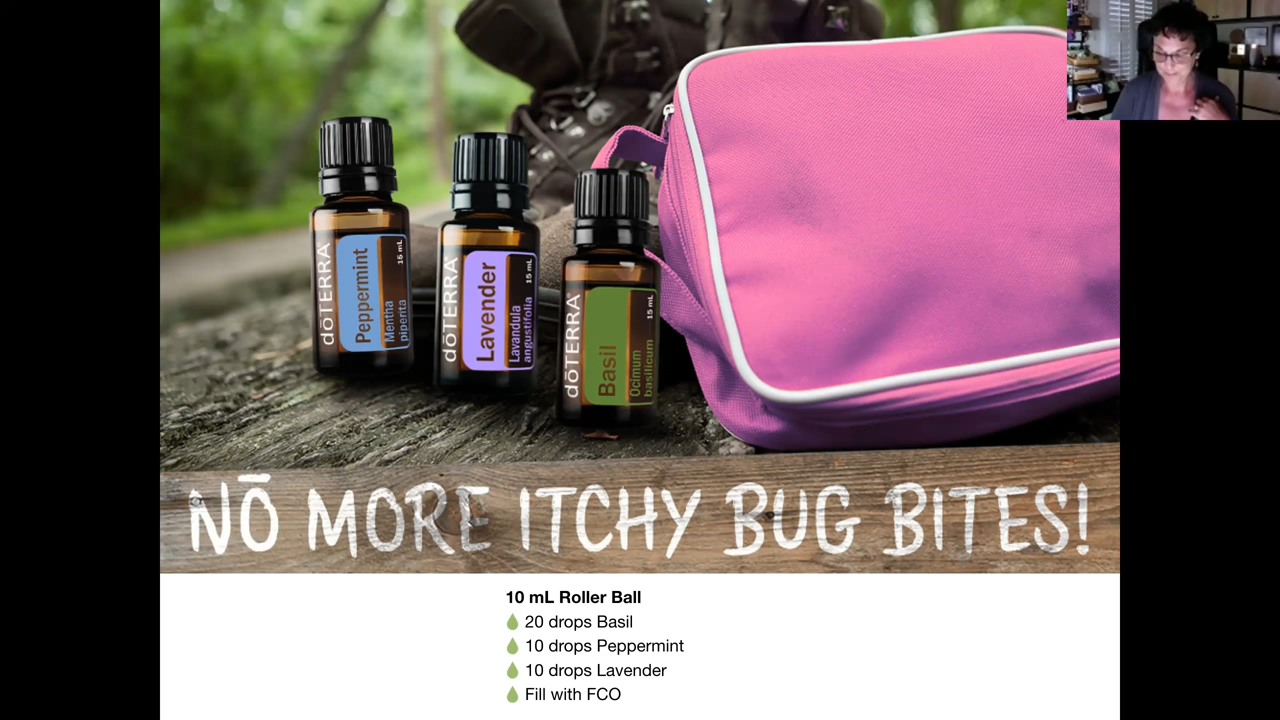 dōTERRA
Peppermint
Mentha
piperita
15 mL
dōTERRA
Lavender
Lavandula
angustifolia
15 mL
dōTERRA
Basil
Ocimum
basilicum
15 mL
NŌ MORE ITCHY BUG BITES!
10 mL Roller Ball
20 drops Basil
10 drops Peppermint
10 drops Lavender
Fill with FCO